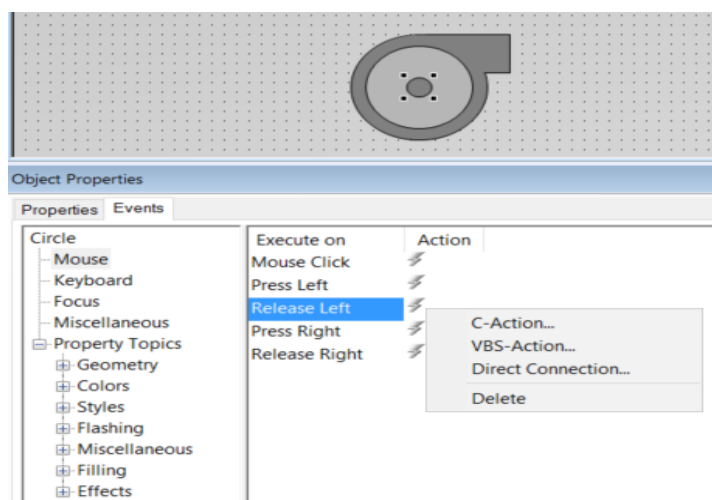 Object Properties
Properties Events
Circle
Mouse
Keyboard
Focus
Miscellaneous
Property Topics
Geometry
Colors
Styles
Flashing
Miscellaneous
Filling
Effects
Execute on Action
Mouse Click
Press Left
Release Left
Press Right
Release Right
C-Action...
VBS-Action...
Direct Connection...
Delete